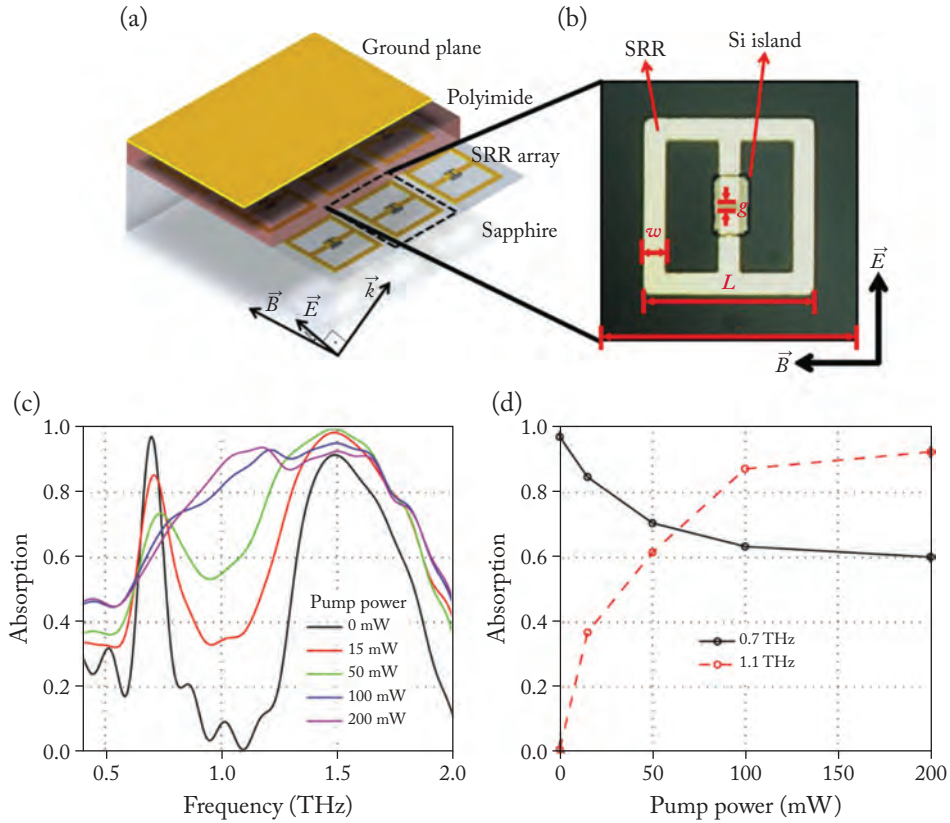 (a)
Ground plane
Polyimide
SRR array
Sapphire
B
E
k
(b)
SRR
Si island
g
w
L
E
B
(c)
Absorption
1.0
0.8
0.6
0.4
0.2
0.0
0.5 1.0 1.5 2.0
Frequency (THz)
Pump power
0 mW
15 mW
50 mW
100 mW
200 mW
(d)
Absorption
1.0
0.8
0.6
0.4
0.2
0.0
0 50 100 150 200
Pump power (mW)
0.7 THz
1.1 THz